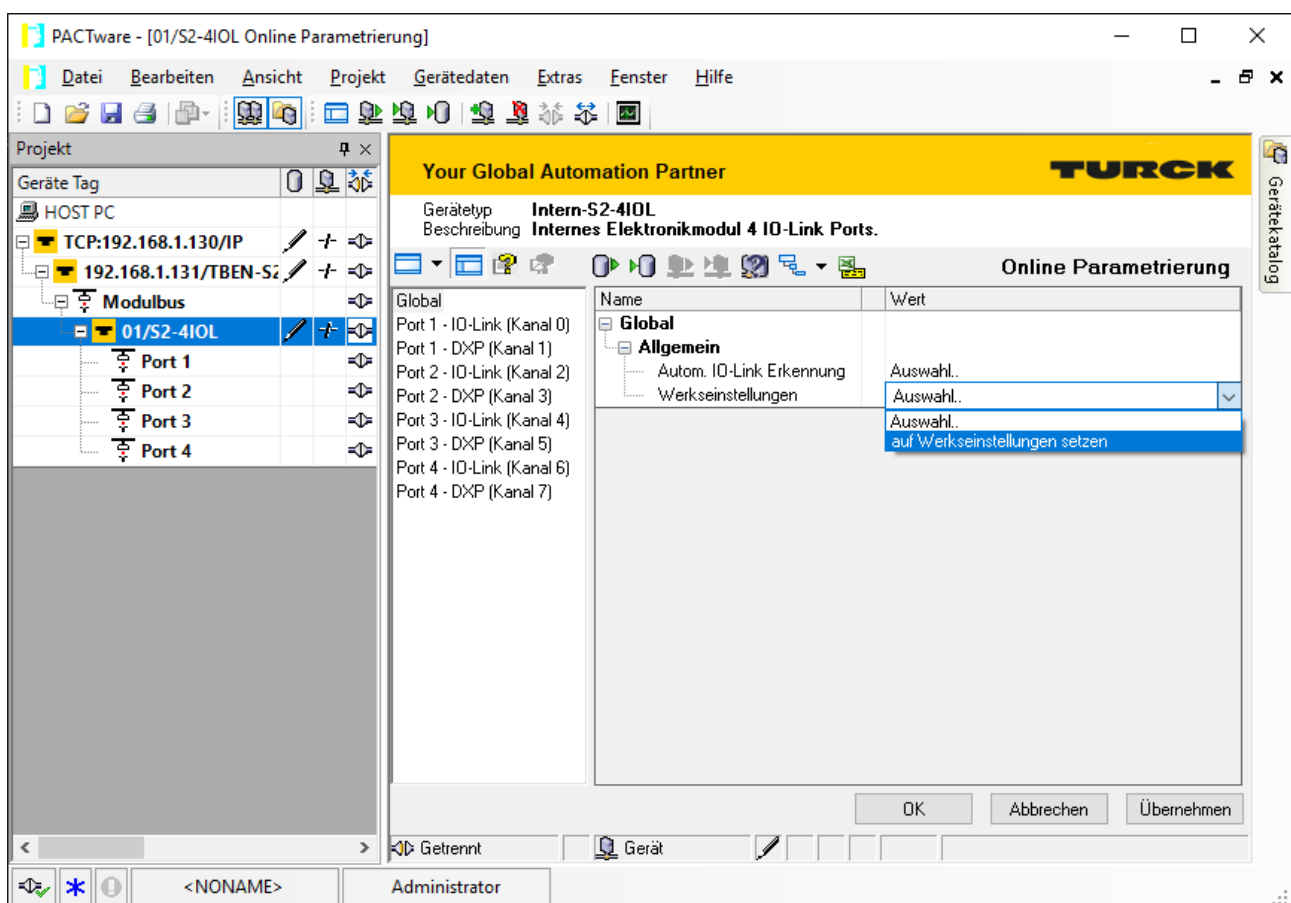 PACTware - [01/S2-4IOL Online Parametrierung]
Datei Bearbeiten Ansicht Projekt Gerätedaten Extras Fenster Hilfe
Projekt
Geräte Tag
HOST PC
TCP:192.168.1.130/IP
192.168.1.131/TBEN-S2
Modulbus
01/S2-4IOL
Port 1
Port 2
Port 3
Port 4
Your Global Automation Partner
TURCK
Gerätetyp Intern-S2-4IOL
Beschreibung Internes Elektronikmodul 4 IO-Link Ports.
Online Parametrierung
Global
Port 1 - IO-Link (Kanal 0)
Port 1 - DXP (Kanal 1)
Port 2 - IO-Link (Kanal 2)
Port 2 - DXP (Kanal 3)
Port 3 - IO-Link (Kanal 4)
Port 3 - DXP (Kanal 5)
Port 4 - IO-Link (Kanal 6)
Port 4 - DXP (Kanal 7)
Name Wert
Global
Allgemein
Autom. IO-Link Erkennung Auswahl..
Werkseinstellungen Auswahl..
Auswahl..
auf Werkseinstellungen setzen
OK Abbrechen Übernehmen
Getrennt Gerät
Gerätekatalog
<NONAME> Administrator